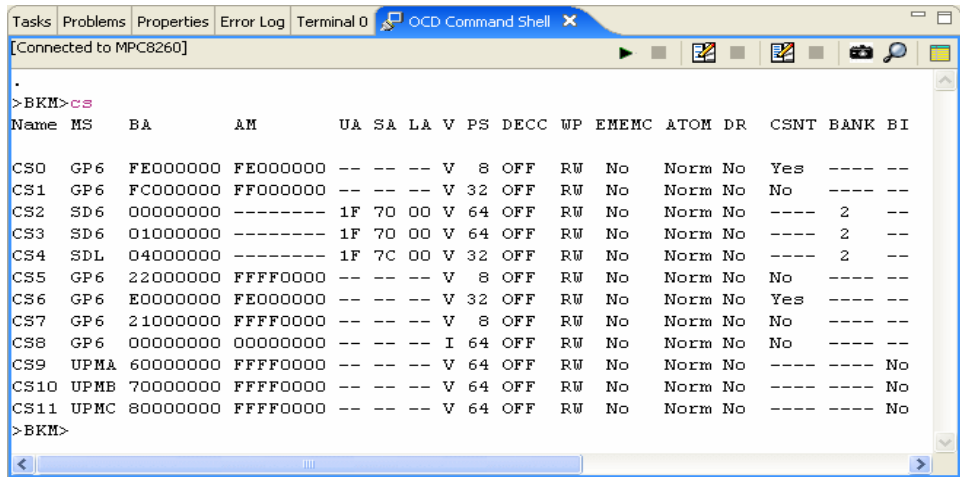 Tasks Problems Properties Error Log Terminal 0 OCD Command Shell
[Connected to MPC8260]
.
>BKM>cs
Name MS BA AM UA SA LA V PS DECC WP EMEMC ATOM DR CSNT BANK BI
CS0 GP6 FE000000 FE000000 -- -- -- V 8 OFF RW No Norm No Yes ---- --
CS1 GP6 FC000000 FF000000 -- -- -- V 32 OFF RW No Norm No No ---- --
CS2 SD6 00000000 -------- 1F 70 00 V 64 OFF RW No Norm No ---- 2 --
CS3 SD6 01000000 -------- 1F 70 00 V 64 OFF RW No Norm No ---- 2 --
CS4 SDL 04000000 -------- 1F 7C 00 V 32 OFF RW No Norm No ---- 2 --
CS5 GP6 22000000 FFFF0000 -- -- -- V 8 OFF RW No Norm No No ---- --
CS6 GP6 E0000000 FE000000 -- -- -- V 32 OFF RW No Norm No Yes ---- --
CS7 GP6 21000000 FFFF0000 -- -- -- V 8 OFF RW No Norm No No ---- --
CS8 GP6 00000000 00000000 -- -- -- I 64 OFF RW No Norm No No ---- --
CS9 UPMA 60000000 FFFF0000 -- -- -- V 64 OFF RW No Norm No ---- ---- No
CS10 UPMB 70000000 FFFF0000 -- -- -- V 64 OFF RW No Norm No ---- ---- No
CS11 UPMC 80000000 FFFF0000 -- -- -- V 64 OFF RW No Norm No ---- ---- No
>BKM>